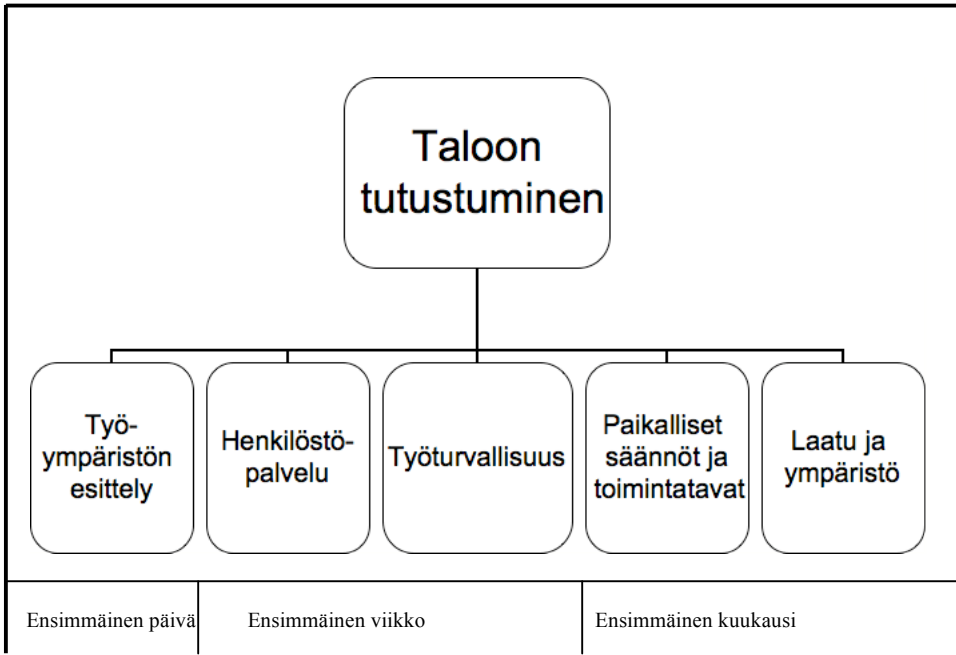 Taloon
tutustuminen
Työ-
ympäristön
esittely
Henkilöstö-
palvelu
Työturvallisuus
Paikalliset
säännöt ja
toimintatavat
Laatu ja
ympäristö
Ensimmäinen päivä
Ensimmäinen viikko
Ensimmäinen kuukausi